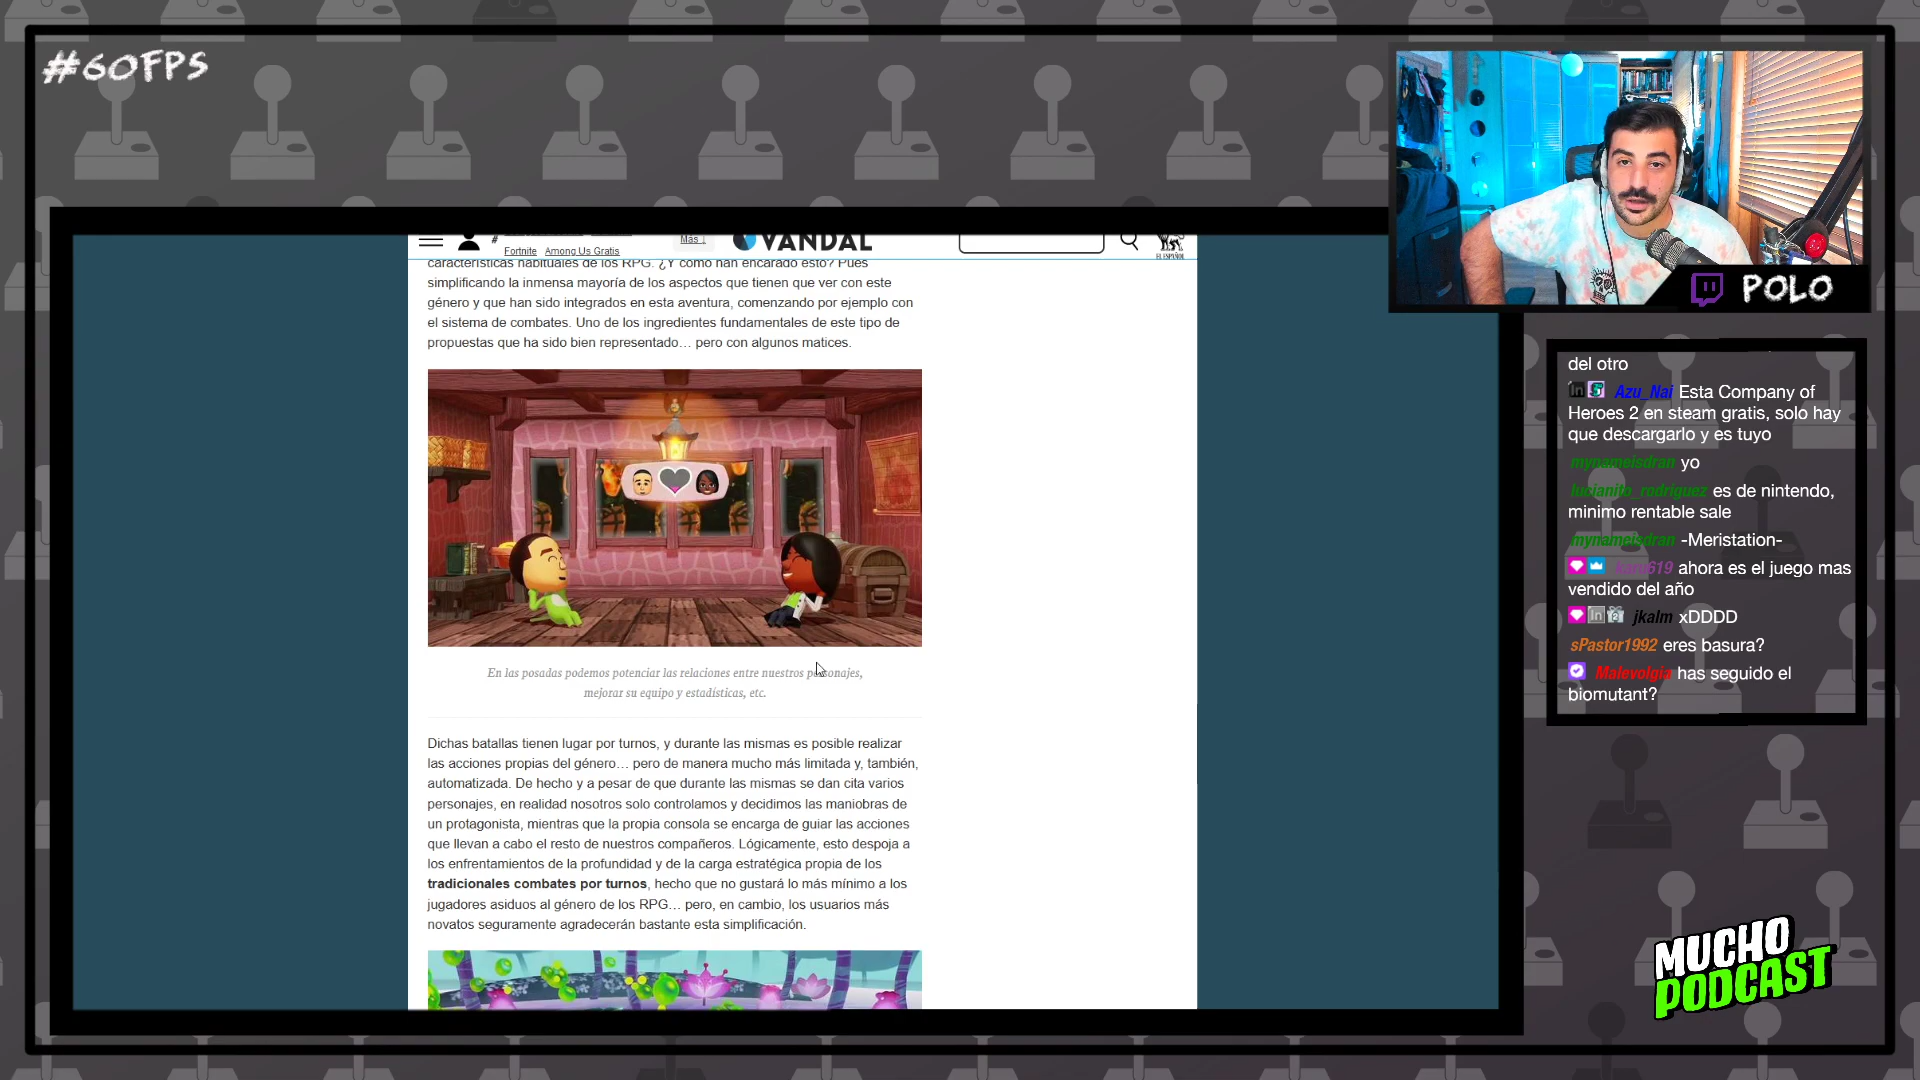 #60FPS
Más ↓
#
VANDAL
Fortnite Among Us Gratis
EL ESPAÑOL
características habituales de los RPG. ¿Y cómo han encarado esto? Pues
simplificando la inmensa mayoría de los aspectos que tienen que ver con este
género y que han sido integrados en esta aventura, comenzando por ejemplo con
el sistema de combates. Uno de los ingredientes fundamentales de este tipo de
propuestas que ha sido bien representado… pero con algunos matices.
En las posadas podemos potenciar las relaciones entre nuestros personajes,
mejorar su equipo y estadísticas, etc.
Dichas batallas tienen lugar por turnos, y durante las mismas es posible realizar
las acciones propias del género… pero de manera mucho más limitada y, también,
automatizada. De hecho y a pesar de que durante las mismas se dan cita varios
personajes, en realidad nosotros solo controlamos y decidimos las maniobras de
un protagonista, mientras que la propia consola se encarga de guiar las acciones
que llevan a cabo el resto de nuestros compañeros. Lógicamente, esto despoja a
los enfrentamientos de la profundidad y de la carga estratégica propia de los
tradicionales combates por turnos, hecho que no gustará lo más mínimo a los
jugadores asiduos al género de los RPG… pero, en cambio, los usuarios más
novatos seguramente agradecerán bastante esta simplificación.
POLO
del otro
Azu_Nai Esta Company of
Heroes 2 en steam gratis, solo hay
que descargarlo y es tuyo
mynameisdran yo
lucianito_rodriguez es de nintendo,
minimo rentable sale
mynameisdran -Meristation-
ahora es el juego mas
vendido del año
jkalm xDDDD
sPastor1992 eres basura?
Malevolgia has seguido el
biomutant?
MUCHO
PODCAST